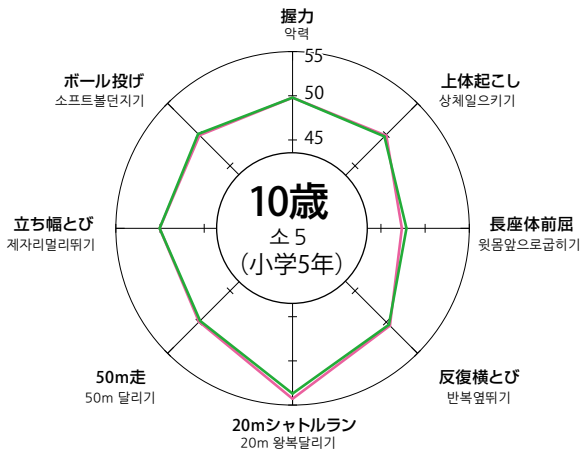 握力
악력
55
50
45
ボール投げ
소프트볼던지기
上体起こし
상체일으키기
10歳
소 5
（小学5年）
立ち幅とび
제자리멀리뛰기
長座体前屈
윗몸앞으로굽히기
50m走
50m 달리기
反復横とび
반복옆뛰기
20mシャトルラン
20m 왕복달리기